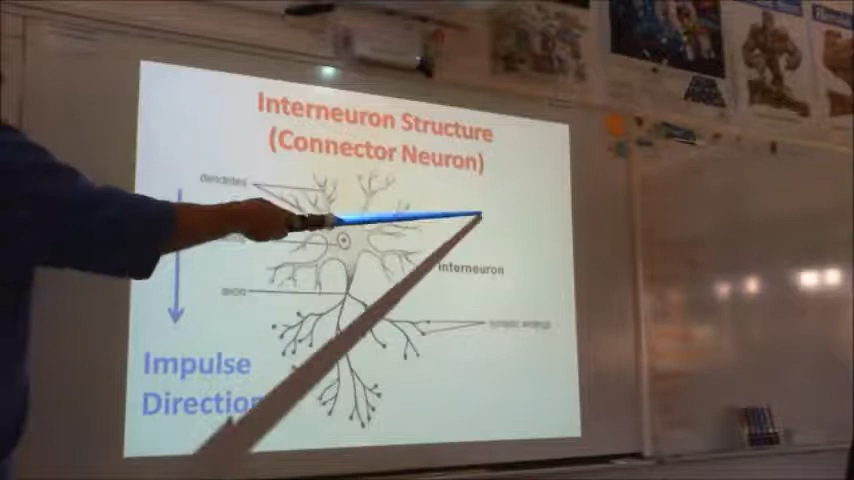 Interneuron Structure
(Connector Neuron)
dendrites
interneuron
axon
synaptic endings
Impulse
Direction